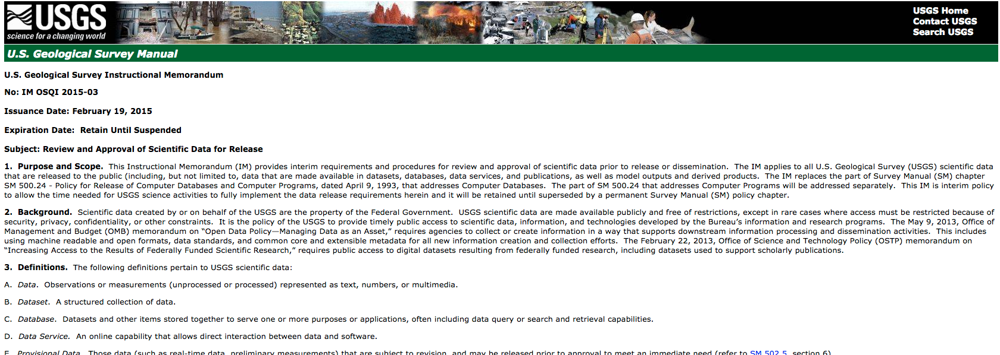 USGS
science for a changing world
USGS Home
Contact USGS
Search USGS
U.S. Geological Survey Manual
U.S. Geological Survey Instructional Memorandum
No: IM OSQI 2015-03
Issuance Date: February 19, 2015
Expiration Date:  Retain Until Suspended
Subject: Review and Approval of Scientific Data for Release
1.  Purpose and Scope.  This Instructional Memorandum (IM) provides interim requirements and procedures for review and approval of scientific data prior to release or dissemination.  The IM applies to all U.S. Geological Survey (USGS) scientific data
that are released to the public (including, but not limited to, data that are made available in datasets, databases, data services, and publications, as well as model outputs and derived products.  The IM replaces the part of Survey Manual (SM) chapter
SM 500.24 - Policy for Release of Computer Databases and Computer Programs, dated April 9, 1993, that addresses Computer Databases.  The part of SM 500.24 that addresses Computer Programs will be addressed separately.  This IM is interim policy
to allow the time needed for USGS science activities to fully implement the data release requirements herein and it will be retained until superseded by a permanent Survey Manual (SM) policy chapter.
2.  Background.  Scientific data created by or on behalf of the USGS are the property of the Federal Government.  USGS scientific data are made available publicly and free of restrictions, except in rare cases where access must be restricted because of
security, privacy, confidentiality, or other constraints.  It is the policy of the USGS to provide timely public access to scientific data, information, and technologies developed by the Bureau's information and research programs.  The May 9, 2013, Office of
Management and Budget (OMB) memorandum on “Open Data Policy—Managing Data as an Asset,” requires agencies to collect or create information in a way that supports downstream information processing and dissemination activities.  This includes
using machine readable and open formats, data standards, and common core and extensible metadata for all new information creation and collection efforts.  The February 22, 2013, Office of Science and Technology Policy (OSTP) memorandum on
“Increasing Access to the Results of Federally Funded Scientific Research,” requires public access to digital datasets resulting from federally funded research, including datasets used to support scholarly publications.
3.  Definitions.  The following definitions pertain to USGS scientific data:
A.  Data.  Observations or measurements (unprocessed or processed) represented as text, numbers, or multimedia.
B.  Dataset.  A structured collection of data.
C.  Database.  Datasets and other items stored together to serve one or more purposes or applications, often including data query or search and retrieval capabilities.
D.  Data Service.  An online capability that allows direct interaction between data and software.
E.  Provisional Data.  Those data (such as real-time data, preliminary measurements) that are subject to revision, and may be released prior to approval to meet an immediate need (refer to SM 502.5, section 6)